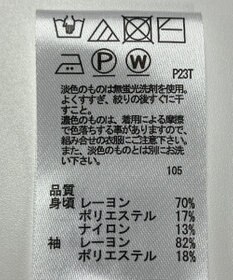 P W
P23T
淡色のものは無蛍光洗剤を使用。
よくすすぎ、絞りの後すぐに干
すこと。
濃色のものは、着用による摩擦
で色落ちする事がありますので、
組み合せの衣服にご注意下さい。
また、淡色のものとは別にお洗
い下さい。
105
品質
身頃 レーヨン 70%
ポリエステル 17%
ナイロン 13%
袖 レーヨン 82%
ポリエステル 18%